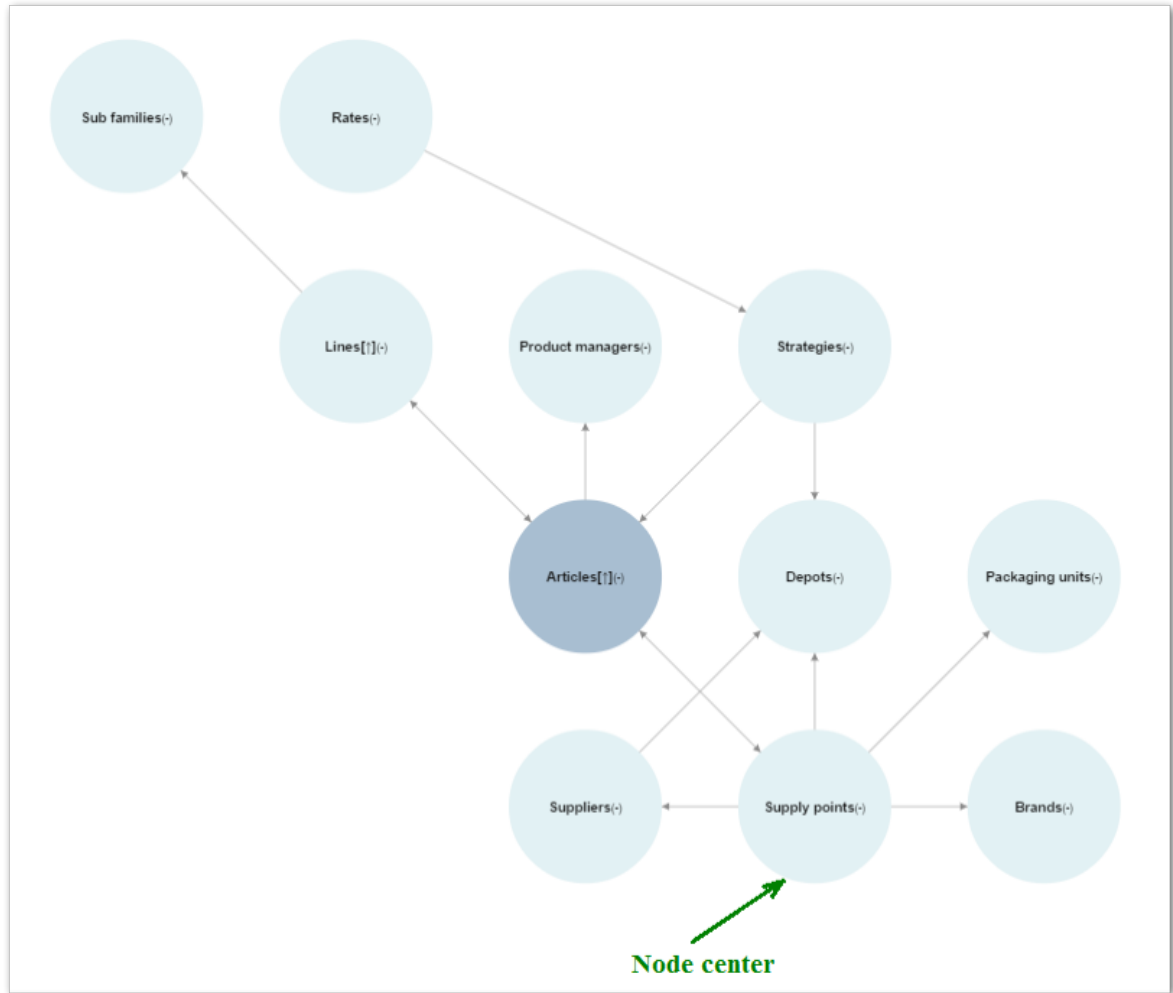 Sub families(-)
Rates(-)
Lines[↑](-)
Product managers(-)
Strategies(-)
Articles[↑](-)
Depots(-)
Packaging units(-)
Suppliers(-)
Supply points(-)
Brands(-)
Node center